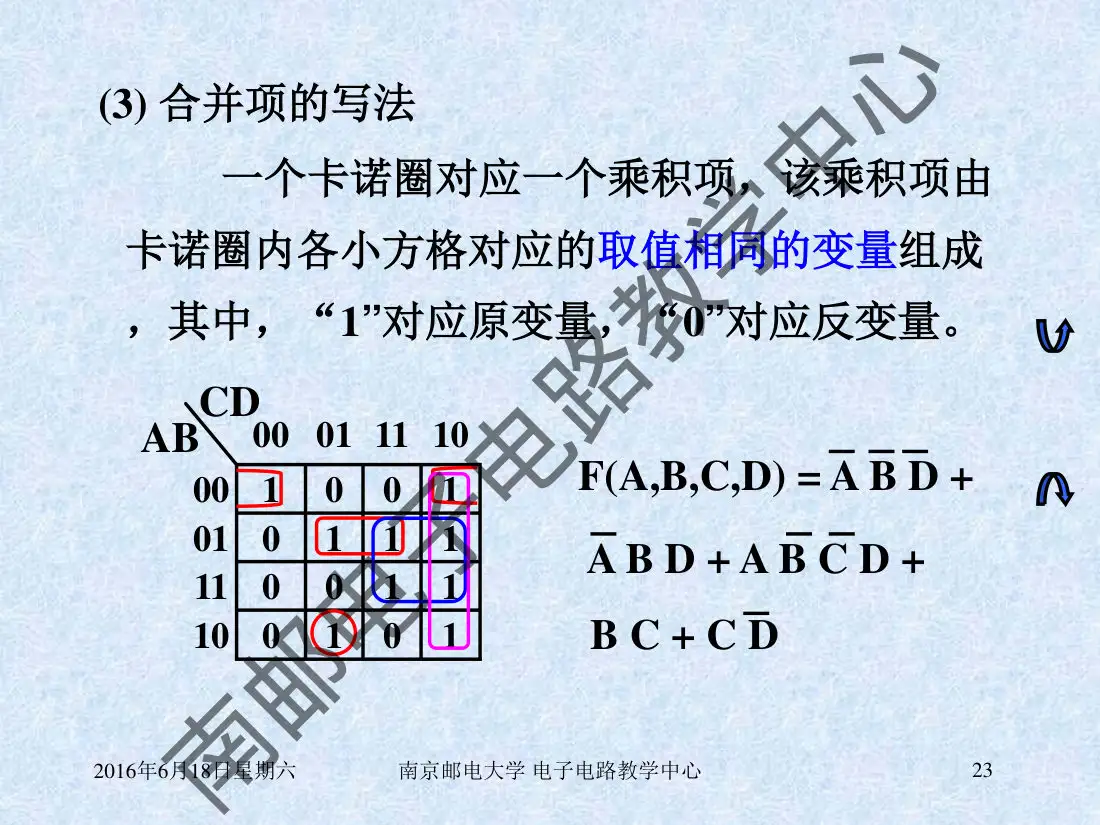 (3) 合并项的写法
一个卡诺圈对应一个乘积项，该乘积项由
卡诺圈内各小方格对应的取值相同的变量组成
，其中，“1”对应原变量，“0”对应反变量。
CD
AB 00 01 11 10
00 1 0 0 1
01 0 1 1 1
11 0 0 1 1
10 0 1 0 1
F(A,B,C,D) = A̅ B̅ D̅ +
A̅ B D + A B̅ C̅ D +
B C + C D̅
南邮电子电路教学中心
2016年6月18日星期六 南京邮电大学 电子电路教学中心 23